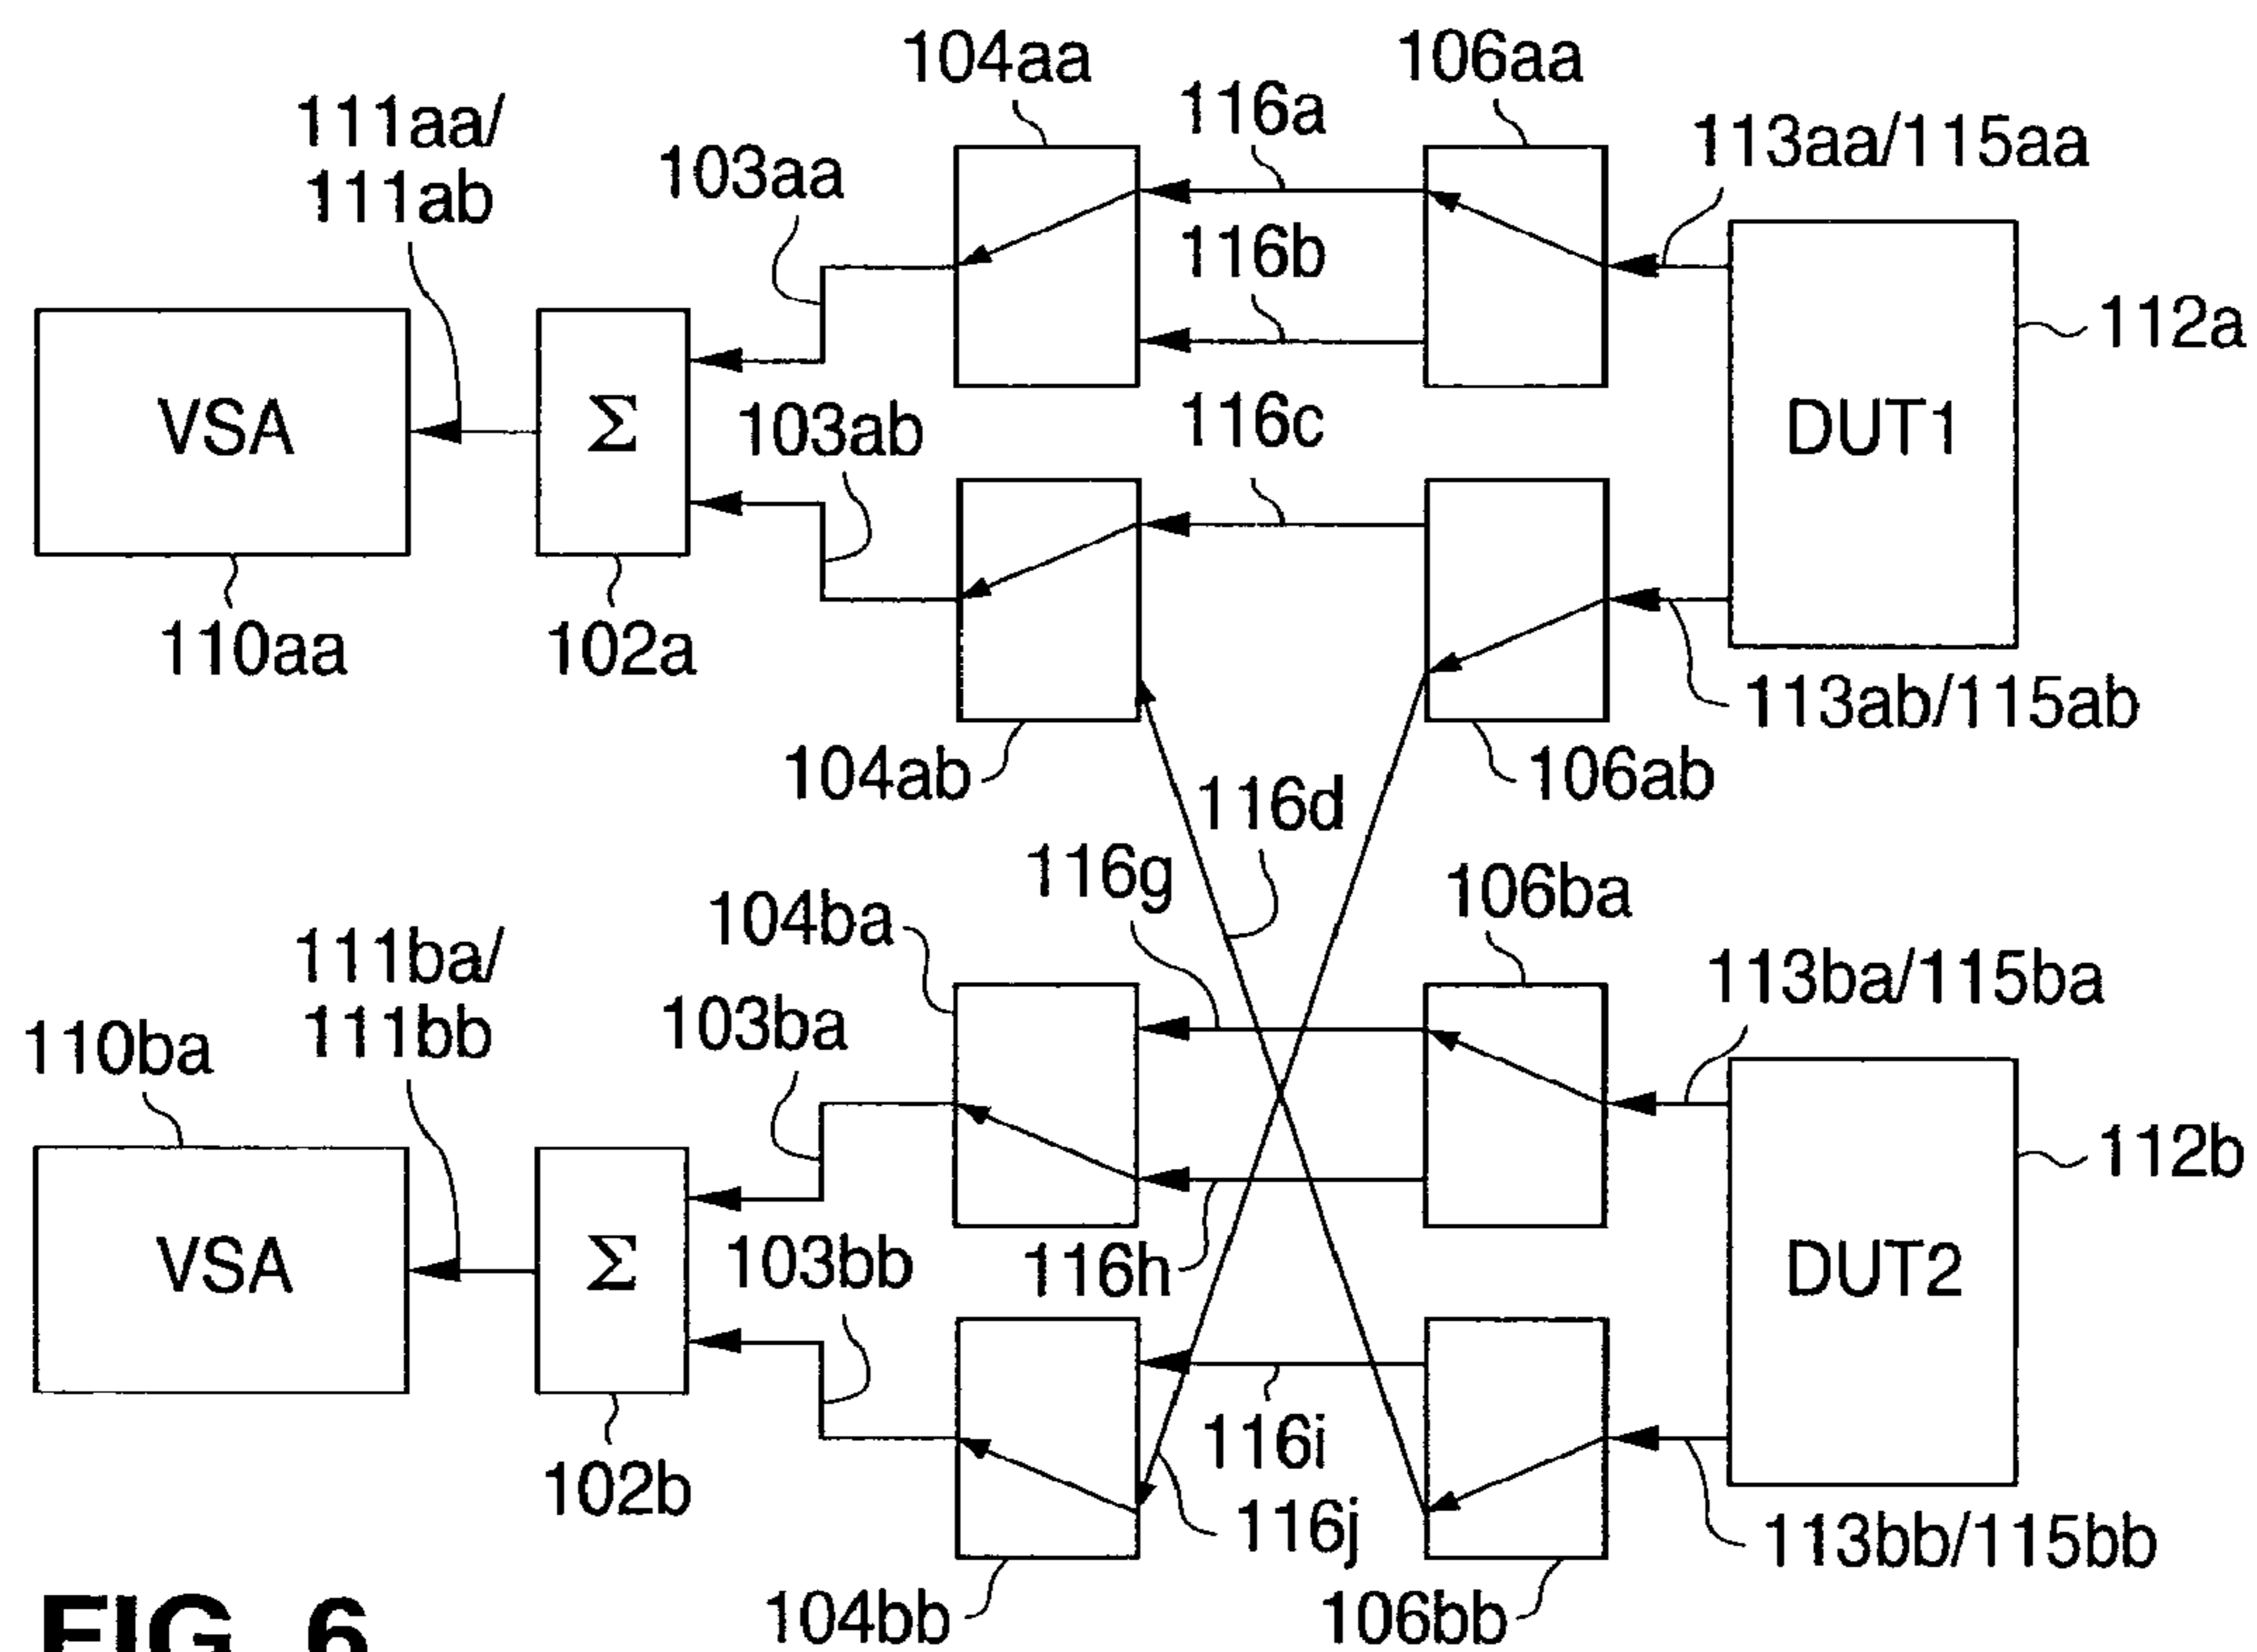 104aa
106aa
111aa/
111ab
116a
113aa/115aa
103aa
116b
112a
VSA
Σ
103ab
116c
DUT1
110aa
102a
113ab/115ab
104ab
116d
106ab
116g
104ba
106ba
111ba/
111bb
110ba
103ba
113ba/115ba
112b
VSA
Σ
103bb
116h
DUT2
102b
116i
116j
113bb/115bb
104bb
106bb
FIG. 6